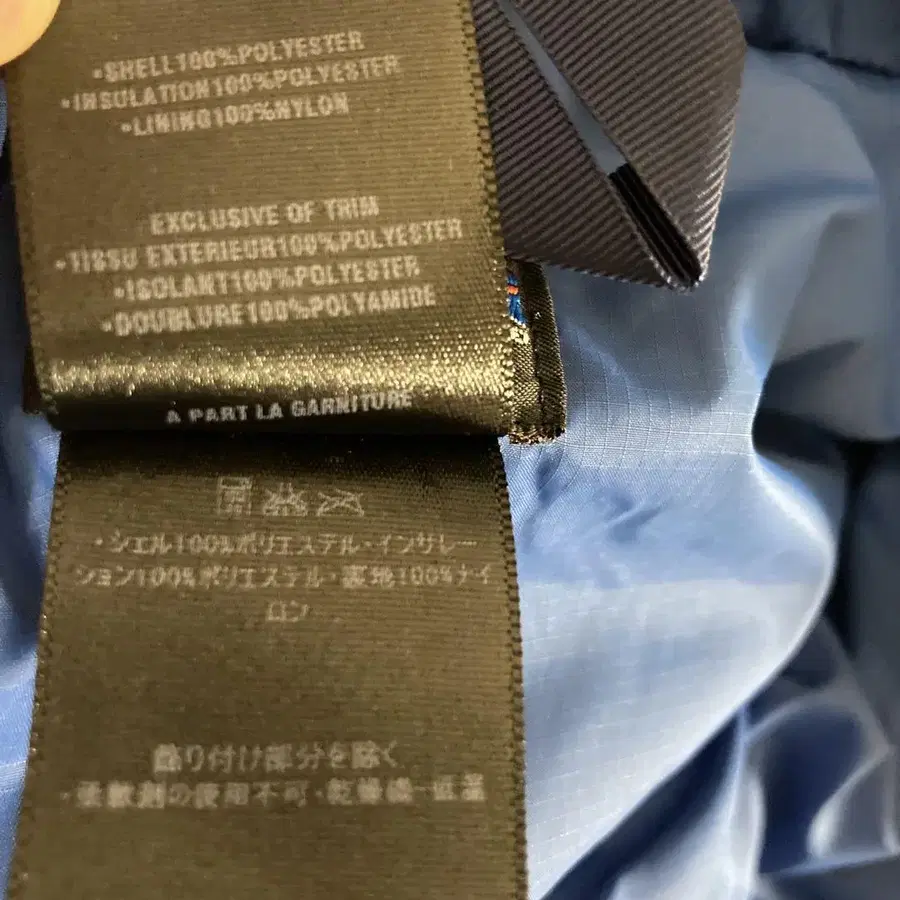 •SHELL100%POLYESTER
•INSULATION100%POLYESTER
•LINING100%NYLON
EXCLUSIVE OF TRIM
•TISSU EXTERIEUR100%POLYESTER
•ISOLANT100%POLYESTER
•DOUBLURE100%POLYAMIDE
A PART LA GARNITURE
・シェル100%ポリエステル・インサレー
ション100%ポリエステル・裏地100%ナイ
ロン
飾り付け部分を除く
・柔軟剤の使用不可・乾燥機ー低温